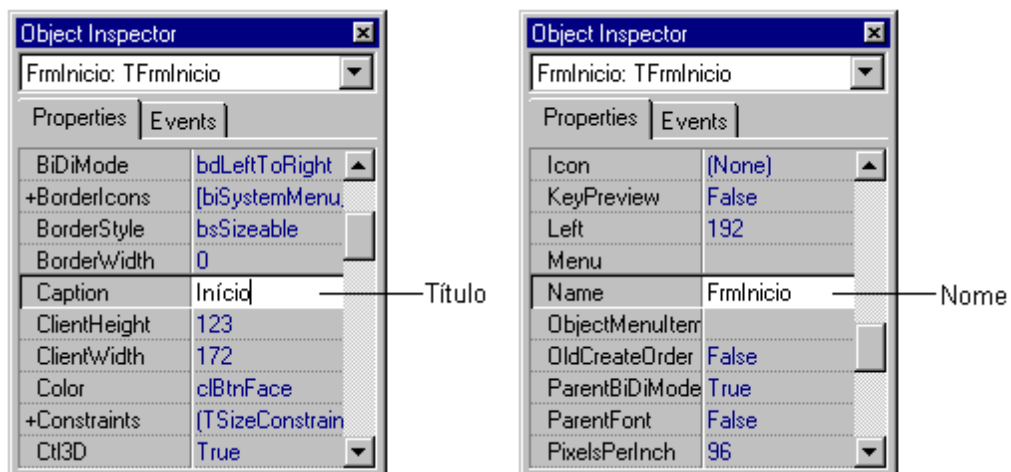 Object Inspector
FrmInicio: TFrmInicio
Properties Events
BiDiMode bdLeftToRight
+BorderIcons [biSystemMenu,
BorderStyle bsSizeable
BorderWidth 0
Caption Início
ClientHeight 123
ClientWidth 172
Color clBtnFace
+Constraints (TSizeConstrain
Ctl3D True
Título
Object Inspector
FrmInicio: TFrmInicio
Properties Events
Icon (None)
KeyPreview False
Left 192
Menu
Name FrmInicio
ObjectMenuItem
OldCreateOrder False
ParentBiDiMode True
ParentFont False
PixelsPerInch 96
Nome